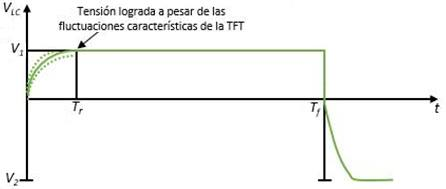 V_LC
Tensión lograda a pesar de las
fluctuaciones características de la TFT
V_1
T_r
T_f
t
V_2